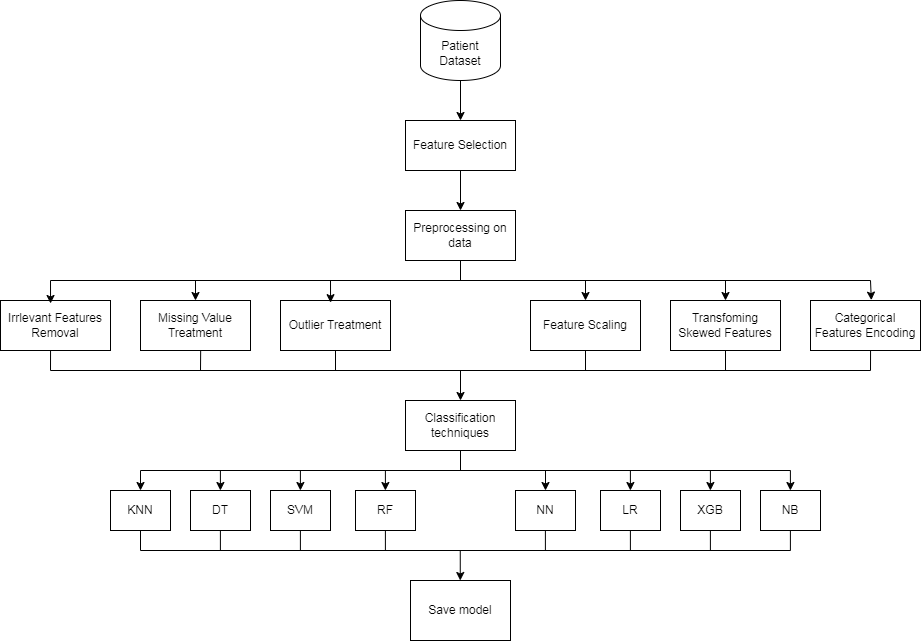 Patient
Dataset
Feature Selection
Preprocessing on
data
Irrlevant Features
Removal
Missing Value
Treatment
Outlier Treatment
Feature Scaling
Transfoming
Skewed Features
Categorical
Features Encoding
Classification
techniques
KNN
DT
SVM
RF
NN
LR
XGB
NB
Save model